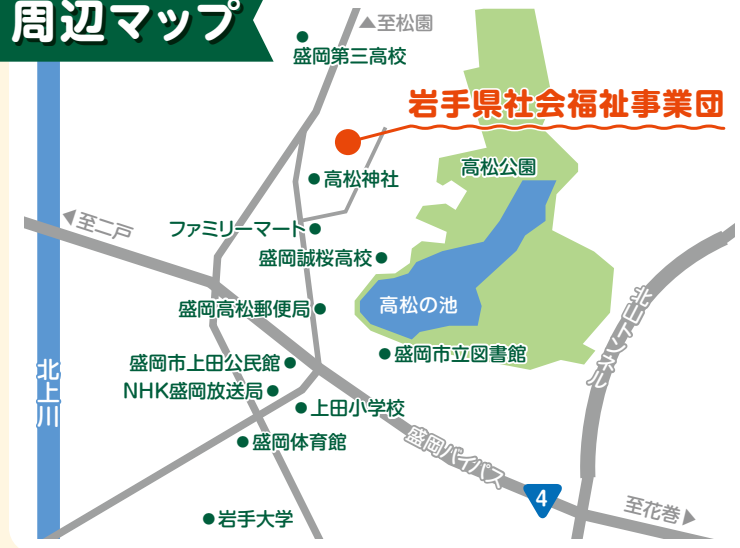 周辺マップ
▲至松園
盛岡第三高校
岩手県社会福祉事業団
高松公園
高松神社
◀至二戸
ファミリーマート
盛岡誠桜高校
盛岡高松郵便局
高松の池
北山トンネル
盛岡市立図書館
盛岡市上田公民館
北上川
NHK盛岡放送局
上田小学校
盛岡体育館
盛岡バイパス
4
至花巻▶
岩手大学